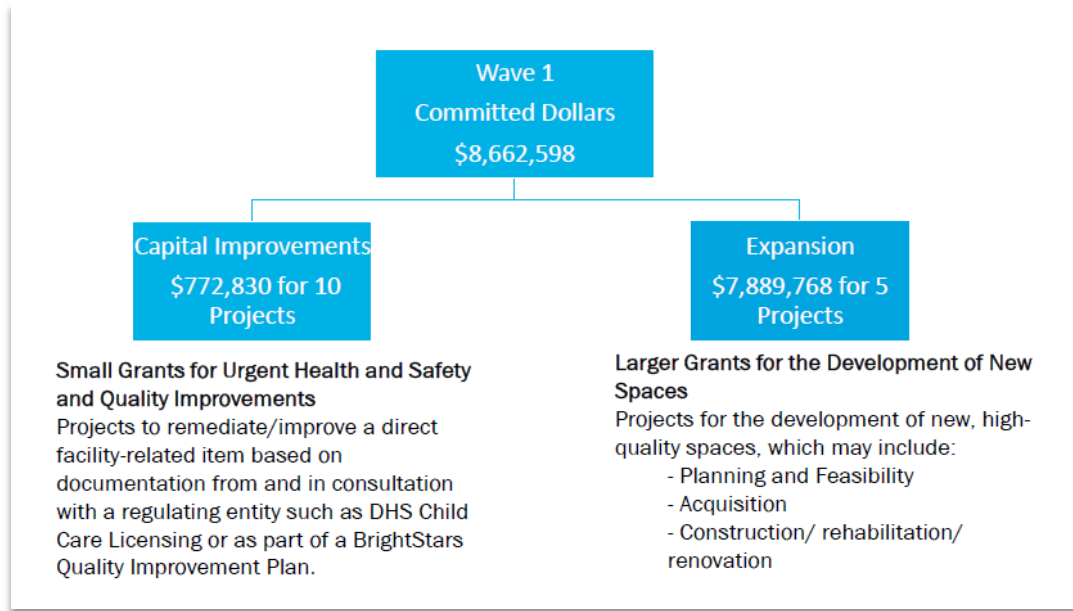 Wave 1
Committed Dollars
$8,662,598
Capital Improvements
$772,830 for 10
Projects
Expansion
$7,889,768 for 5
Projects
Small Grants for Urgent Health and Safety
and Quality Improvements
Projects to remediate/improve a direct
facility-related item based on
documentation from and in consultation
with a regulating entity such as DHS Child
Care Licensing or as part of a BrightStars
Quality Improvement Plan.
Larger Grants for the Development of New
Spaces
Projects for the development of new, high-
quality spaces, which may include:
- Planning and Feasibility
- Acquisition
- Construction/ rehabilitation/
renovation